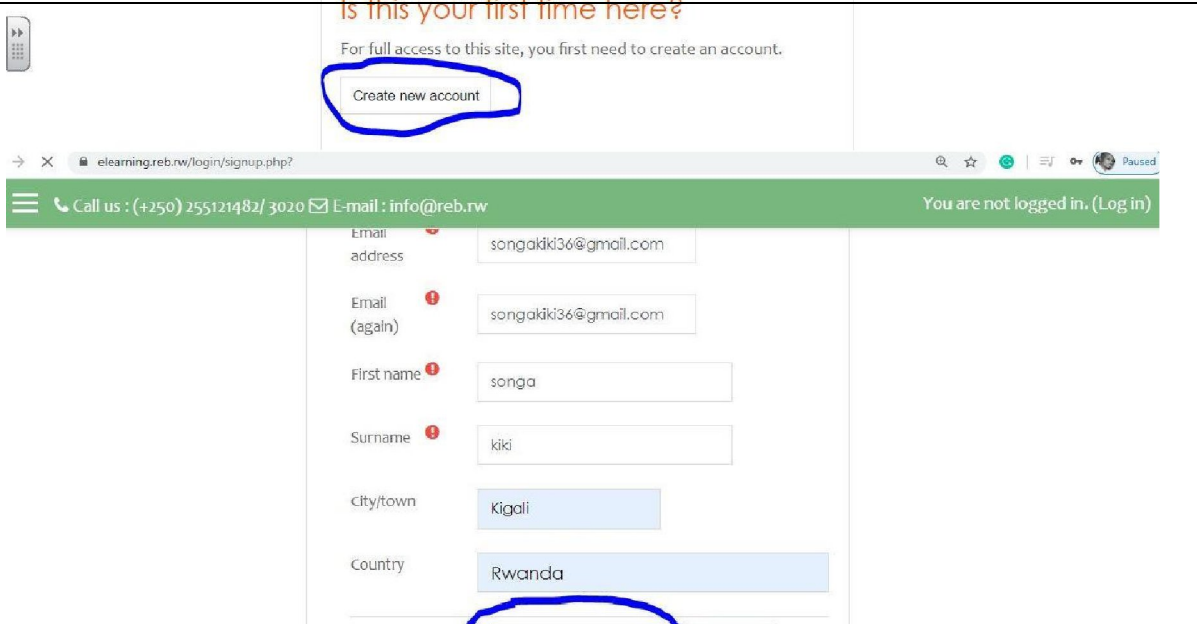 Is this your first time here?
For full access to this site, you first need to create an account.
Create new account
elearning.reb.rw/login/signup.php?
Paused
Call us : (+250) 255121482/ 3020 E-mail : info@reb.rw
You are not logged in. (Log in)
Email
address
songakiki36@gmail.com
Email
(again)
songakiki36@gmail.com
First name
songa
Surname
kiki
City/town
Kigali
Country
Rwanda